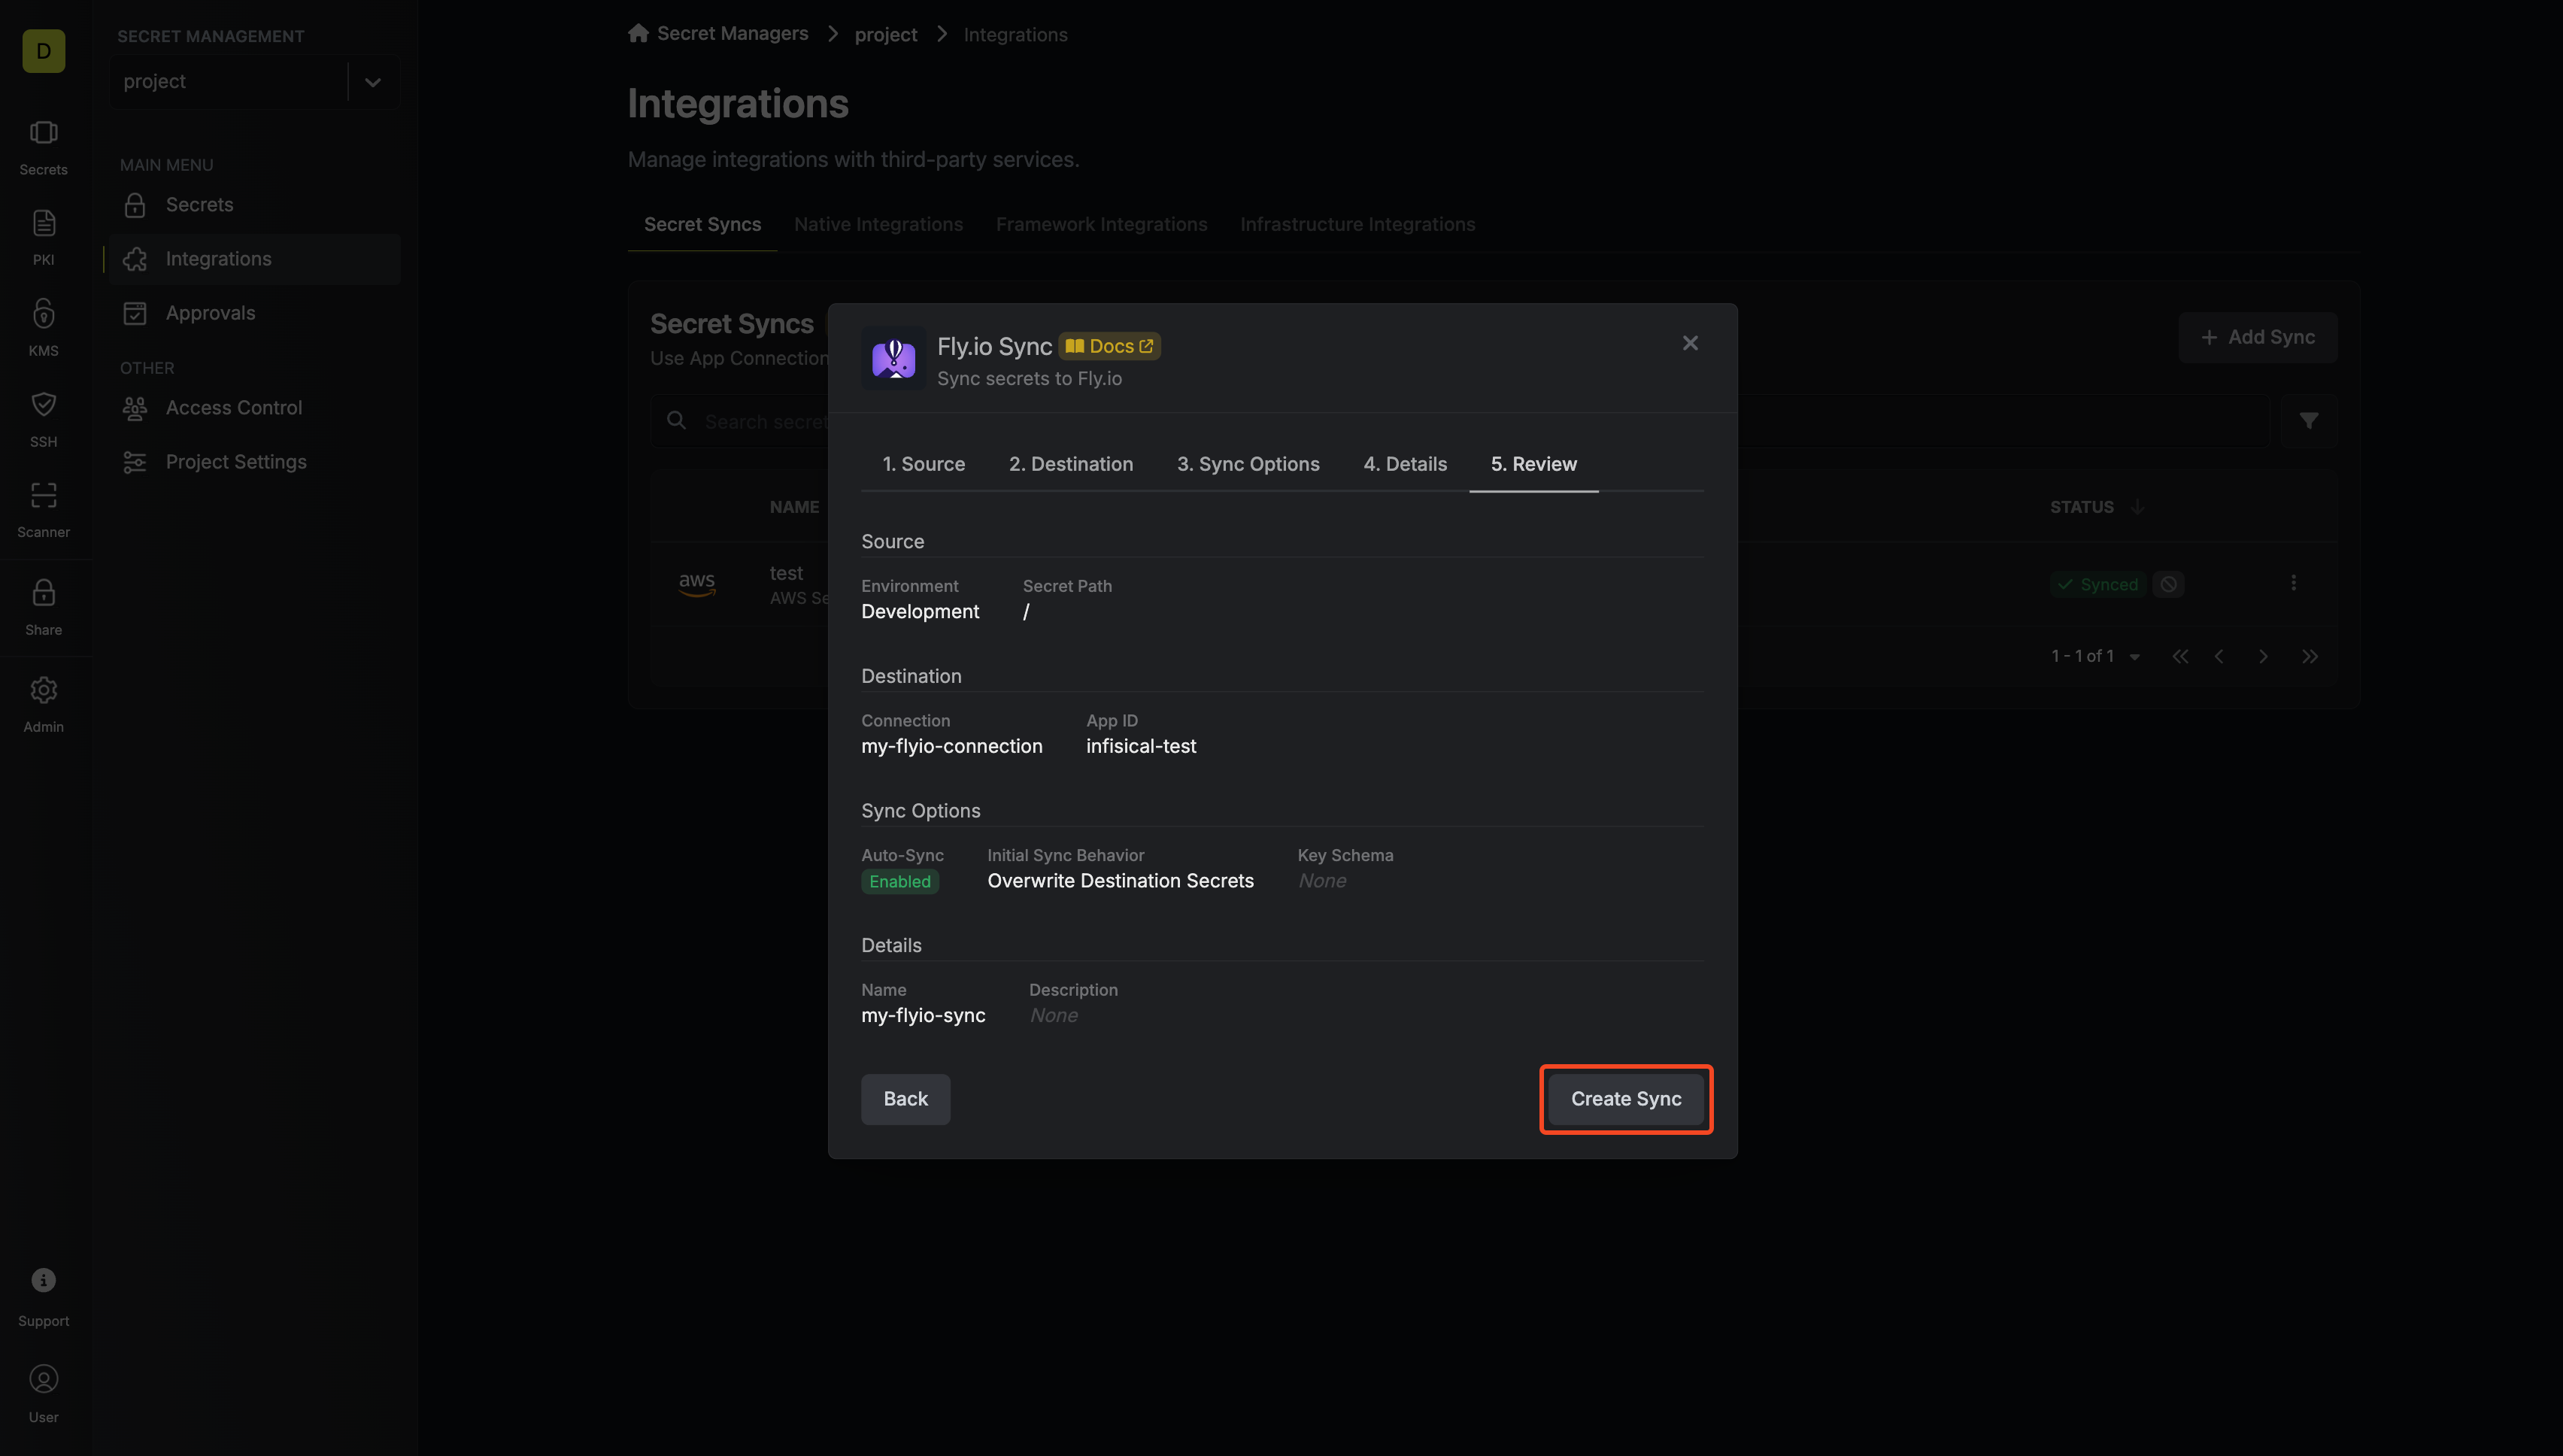 D
Secrets
PKI
KMS
SSH
Scanner
Share
Admin
Support
User
SECRET MANAGEMENT
project
MAIN MENU
Secrets
Integrations
Approvals
OTHER
Access Control
Project Settings
Secret Managers > project > Integrations
Integrations
Manage integrations with third-party services.
Secret Syncs Native Integrations Framework Integrations Infrastructure Integrations
Secret Syncs
Use App Connection
+ Add Sync
Search secret
NAME STATUS
aws test
AWS Se
Synced
1 - 1 of 1
Fly.io Sync Docs
Sync secrets to Fly.io
1. Source 2. Destination 3. Sync Options 4. Details 5. Review
Source
Environment Secret Path
Development /
Destination
Connection App ID
my-flyio-connection infisical-test
Sync Options
Auto-Sync Initial Sync Behavior Key Schema
Enabled Overwrite Destination Secrets None
Details
Name Description
my-flyio-sync None
Back Create Sync